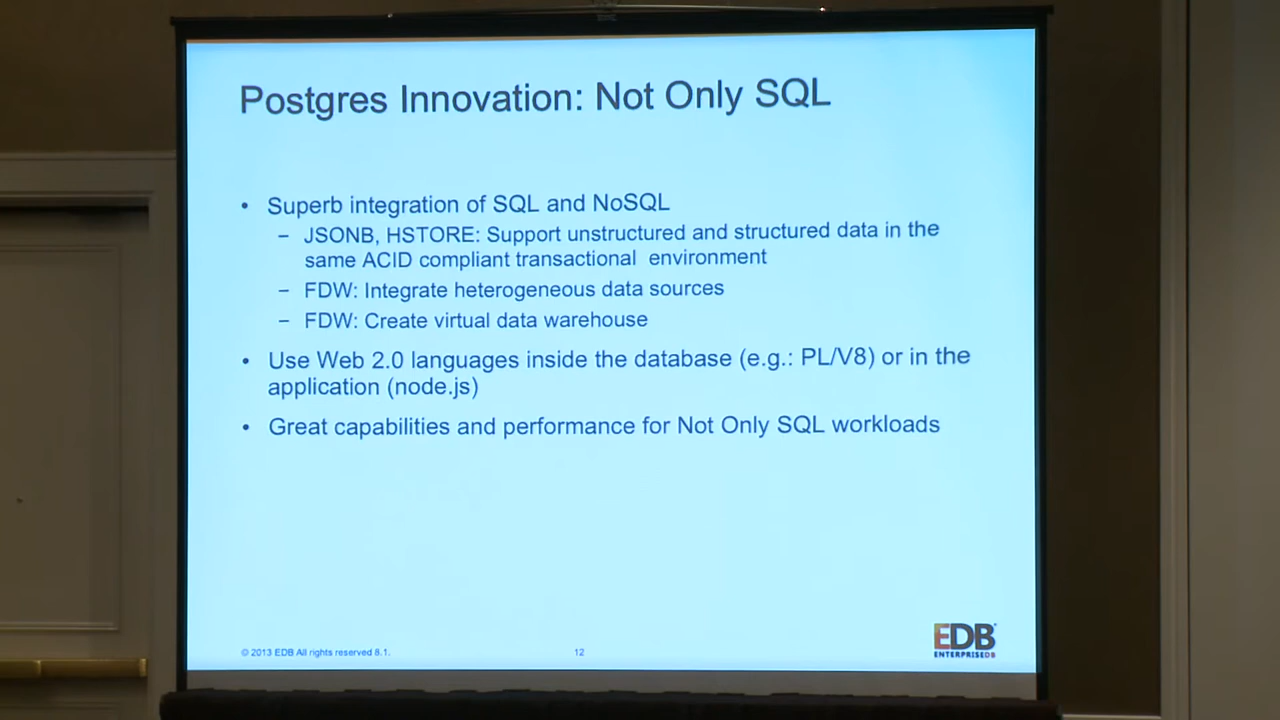 Postgres Innovation: Not Only SQL
• Superb integration of SQL and NoSQL
– JSONB, HSTORE: Support unstructured and structured data in the
same ACID compliant transactional environment
– FDW: Integrate heterogeneous data sources
– FDW: Create virtual data warehouse
• Use Web 2.0 languages inside the database (e.g.: PL/V8) or in the
application (node.js)
• Great capabilities and performance for Not Only SQL workloads
© 2013 EDB All rights reserved 8.1.
12
EDB
ENTERPRISEDB